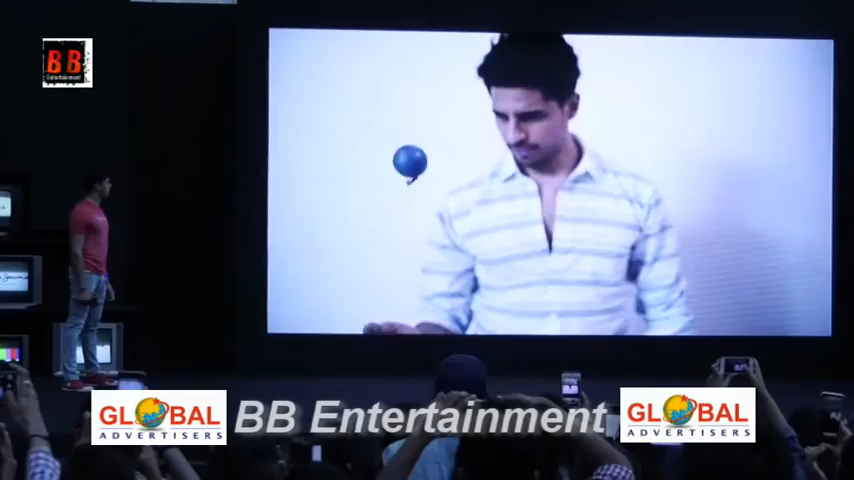 BB
Entertainment
GLOBAL
ADVERTISERS
BB Entertainment
GLOBAL
ADVERTISERS